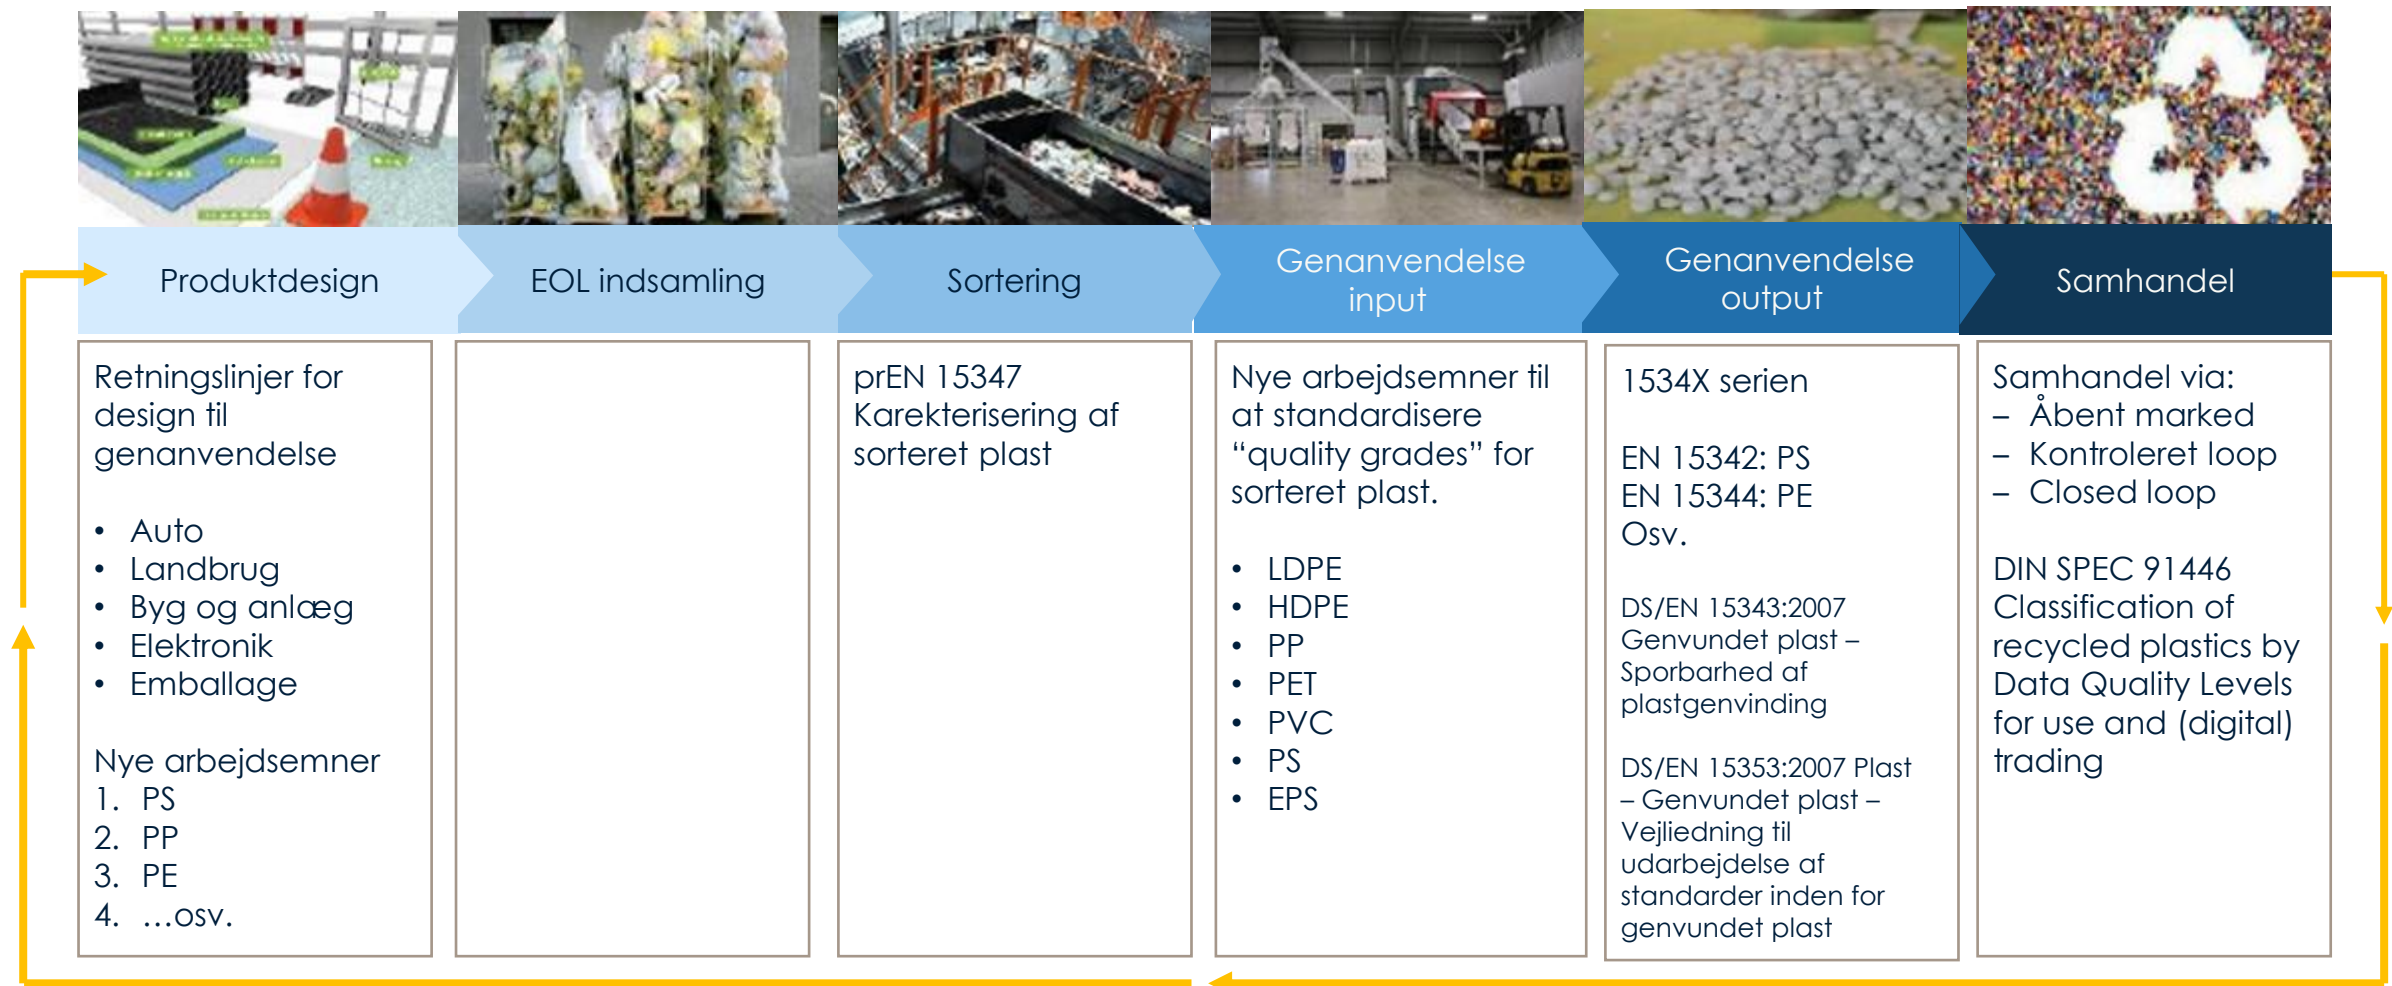 Produktdesign
EOL indsamling
Sortering
Genanvendelse
input
Genanvendelse
output
Samhandel
Retningslinjer for
design til
genanvendelse
• Auto
• Landbrug
• Byg og anlæg
• Elektronik
• Emballage
Nye arbejdsemner
1. PS
2. PP
3. PE
4. …osv.
prEN 15347
Karekterisering af
sorteret plast
Nye arbejdsemner til
at standardisere
“quality grades” for
sorteret plast.
• LDPE
• HDPE
• PP
• PET
• PVC
• PS
• EPS
1534X serien
EN 15342: PS
EN 15344: PE
Osv.
DS/EN 15343:2007
Genvundet plast –
Sporbarhed af
plastgenvinding
DS/EN 15353:2007 Plast
– Genvundet plast –
Vejliedning til
udarbejdelse af
standarder inden for
genvundet plast
Samhandel via:
– Åbent marked
– Kontroleret loop
– Closed loop
DIN SPEC 91446
Classification of
recycled plastics by
Data Quality Levels
for use and (digital)
trading